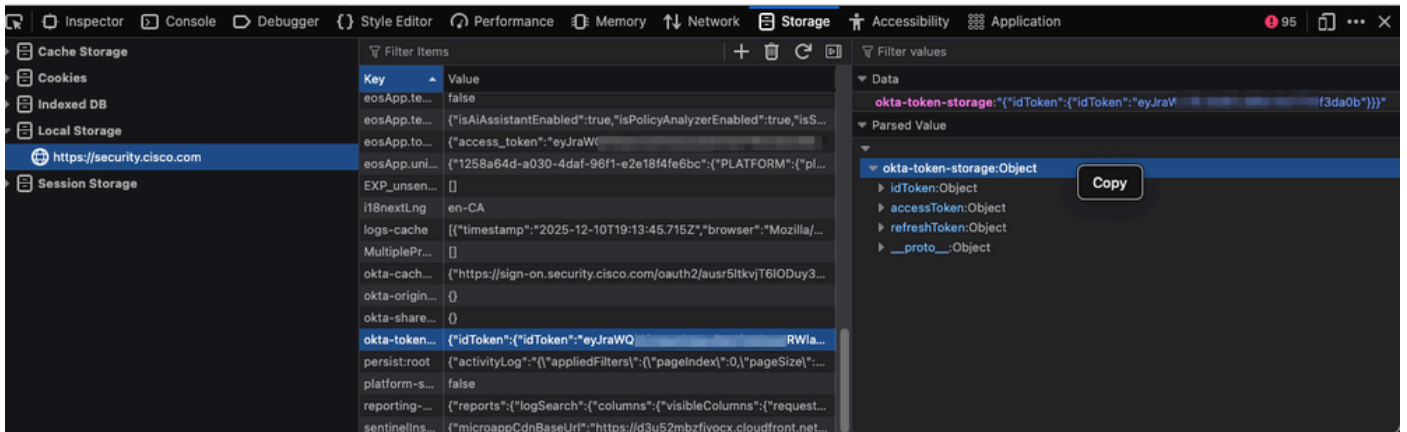 Inspector Console Debugger Style Editor Performance Memory Network Storage Accessibility Application 95
Cache Storage
Cookies
Indexed DB
Local Storage
https://security.cisco.com
Session Storage
Filter Items
Key Value
eosApp.te... false
eosApp.te... {"isAiAssistantEnabled":true,"isPolicyAnalyzerEnabled":true,"isS...
eosApp.to... {"access_token":"eyJraW
eosApp.uni... {"1258a64d-a030-4daf-96f1-e2e18f4fe6bc":{"PLATFORM":{"pl...
EXP_unsen... []
i18nextLng en-CA
logs-cache [{"timestamp":"2025-12-10T19:13:45.715Z","browser":"Mozilla/...
MultiplePr... []
okta-cach... {"https://sign-on.security.cisco.com/oauth2/ausr5ltkvjT6IODuy3...
okta-origin... {}
okta-share... {}
okta-token... {"idToken":{"idToken":"eyJraWQ RWla...
persist:root {"activityLog":"{\"appliedFilters\":{\"pageIndex\":0,\"pageSize\":...
platform-s... false
reporting-... {"reports":{"logSearch":{"columns":{"visibleColumns":{"request...
sentinelIns... {"microappCdnBaseUrl":"https://d3u52mbzfiyocx.cloudfront.net...
Filter values
Data
okta-token-storage:"{"idToken":{"idToken":"eyJraW f3da0b"}}}"
Parsed Value
okta-token-storage:Object
Copy
idToken:Object
accessToken:Object
refreshToken:Object
__proto__:Object